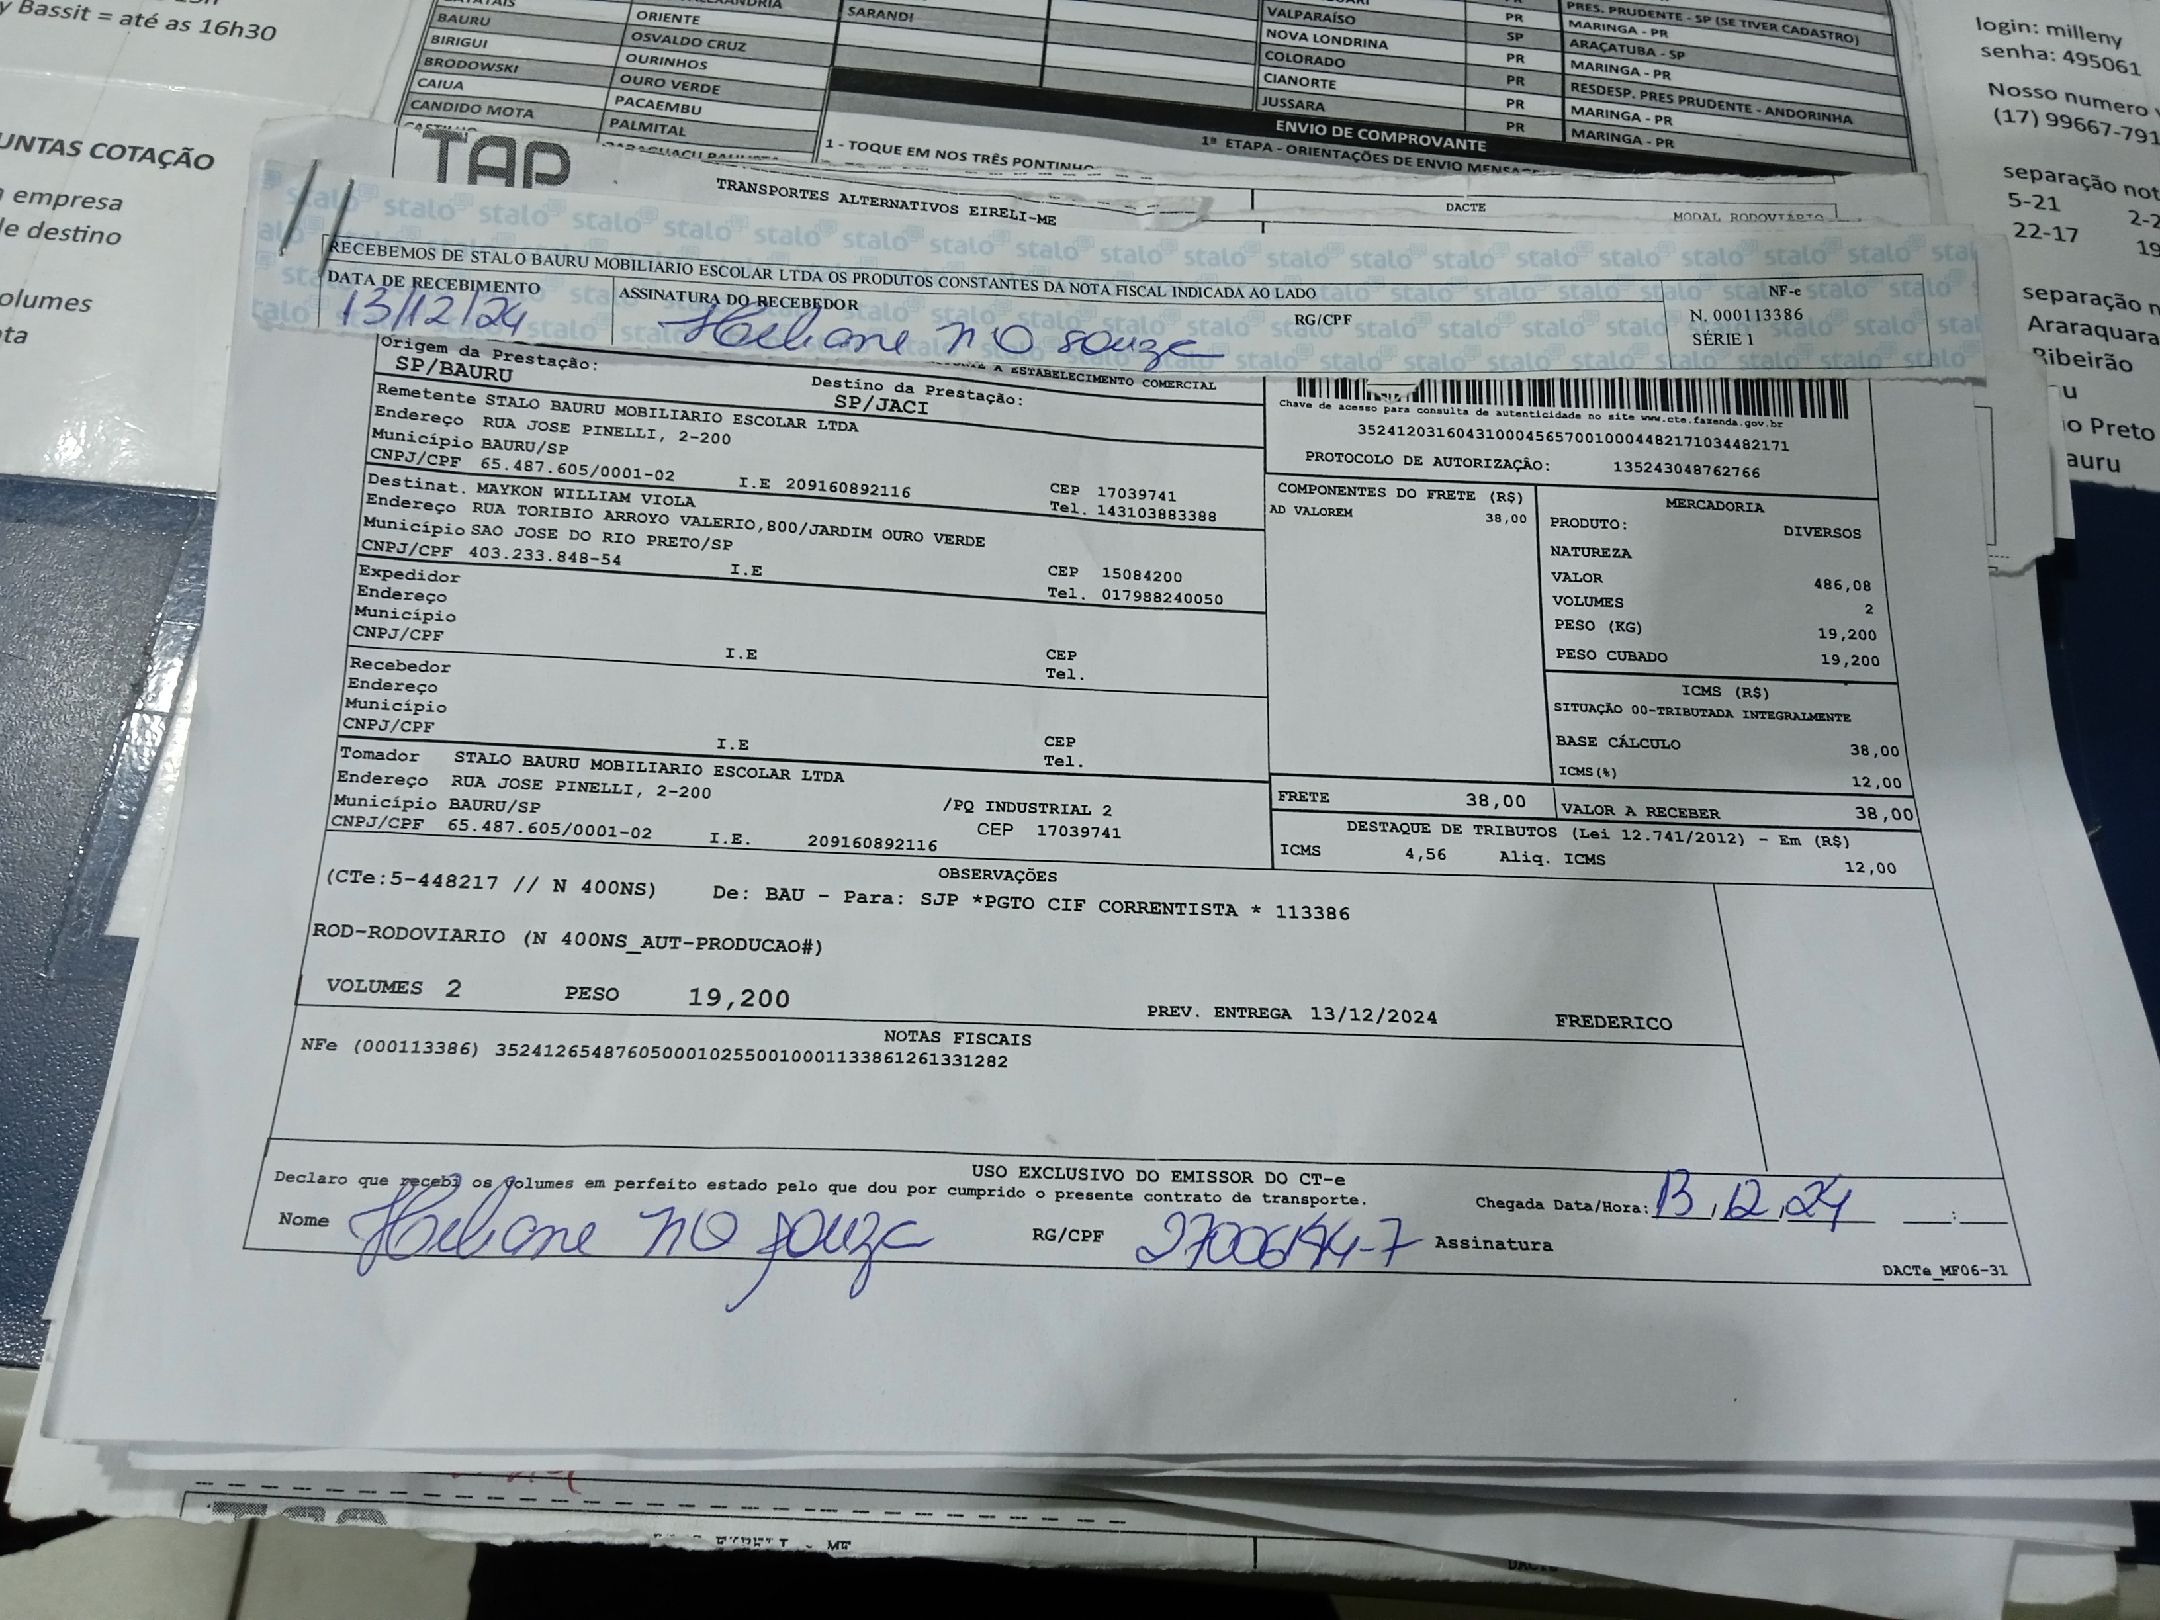 y Bassit = até as 16h30
UNTAS COTAÇÃO
empresa
le destino
olumes
ta
BAURU
BIRIGUI
BRODOWSKI
CAIUA
CANDIDO MOTA
ORIENTE
OSVALDO CRUZ
OURINHOS
OURO VERDE
PACAEMBU
PALMITAL
SARANDI
VALPARAÍSO
NOVA LONDRINA
COLORADO
CIANORTE
JUSSARA
PR
SP
PR
PR
PR
PR
PRES. PRUDENTE - SP (SE TIVER CADASTRO)
MARINGA - PR
ARAÇATUBA - SP
MARINGA - PR
RESDESP. PRES PRUDENTE - ANDORINHA
MARINGA - PR
MARINGA - PR
ENVIO DE COMPROVANTE
1ª ETAPA - ORIENTAÇÕES DE ENVIO MENSA
1 - TOQUE EM NOS TRÊS PONTINHO
login: milleny
senha: 495061
Nosso numero
(17) 99667-791
separação not
5-21 2-2
22-17 19
separação n
Araraquara
Ribeirão
u
o Preto
auru
TAP
TRANSPORTES ALTERNATIVOS EIRELI-ME
DACTE
MODAL RODOVIÁRIO
stalo
RECEBEMOS DE STALO BAURU MOBILIARIO ESCOLAR LTDA OS PRODUTOS CONSTANTES DA NOTA FISCAL INDICADA AO LADO
DATA DE RECEBIMENTO
13/12/24
ASSINATURA DO RECEBEDOR
Heliane N O Souza
RG/CPF
NF-e
N. 000113386
SÉRIE 1
A ESTABELECIMENTO COMERCIAL
Origem da Prestação:
SP/BAURU
Destino da Prestação:
SP/JACI
Remetente STALO BAURU MOBILIARIO ESCOLAR LTDA
Endereço RUA JOSE PINELLI, 2-200
Município BAURU/SP
CNPJ/CPF 65.487.605/0001-02 I.E 209160892116 CEP 17039741
Tel. 143103883388
Destinat. MAYKON WILLIAM VIOLA
Endereço RUA TORIBIO ARROYO VALERIO,800/JARDIM OURO VERDE
Município SAO JOSE DO RIO PRETO/SP
CNPJ/CPF 403.233.848-54 I.E CEP 15084200
Tel. 017988240050
Expedidor
Endereço
Município
CNPJ/CPF I.E CEP
Tel.
Recebedor
Endereço
Município
CNPJ/CPF I.E CEP
Tel.
Tomador STALO BAURU MOBILIARIO ESCOLAR LTDA
Endereço RUA JOSE PINELLI, 2-200 /PQ INDUSTRIAL 2
Município BAURU/SP CEP 17039741
CNPJ/CPF 65.487.605/0001-02 I.E. 209160892116
Chave de acesso para consulta de autenticidade no site www.cte.fazenda.gov.br
35241203160431000456570010004482171034482171
PROTOCOLO DE AUTORIZAÇÃO: 135243048762766
COMPONENTES DO FRETE (R$)
AD VALOREM 38,00
MERCADORIA
PRODUTO: DIVERSOS
NATUREZA
VALOR 486,08
VOLUMES 2
PESO (KG) 19,200
PESO CUBADO 19,200
ICMS (R$)
SITUAÇÃO 00-TRIBUTADA INTEGRALMENTE
BASE CÁLCULO 38,00
ICMS(%) 12,00
FRETE 38,00 VALOR A RECEBER 38,00
DESTAQUE DE TRIBUTOS (Lei 12.741/2012) - Em (R$)
ICMS 4,56 Aliq. ICMS 12,00
OBSERVAÇÕES
(CTe:5-448217 // N 400NS) De: BAU - Para: SJP *PGTO CIF CORRENTISTA * 113386
ROD-RODOVIARIO (N 400NS_AUT-PRODUCAO#)
VOLUMES 2 PESO 19,200 PREV. ENTREGA 13/12/2024 FREDERICO
NOTAS FISCAIS
NFe (000113386) 35241265487605000102550010001133861261331282
USO EXCLUSIVO DO EMISSOR DO CT-e
Declaro que recebi os volumes em perfeito estado pelo que dou por cumprido o presente contrato de transporte.
Chegada Data/Hora: 13,12,24 __:__
Nome Heliane N O Souza RG/CPF 27006194-7 Assinatura
DACTe_MF06-31